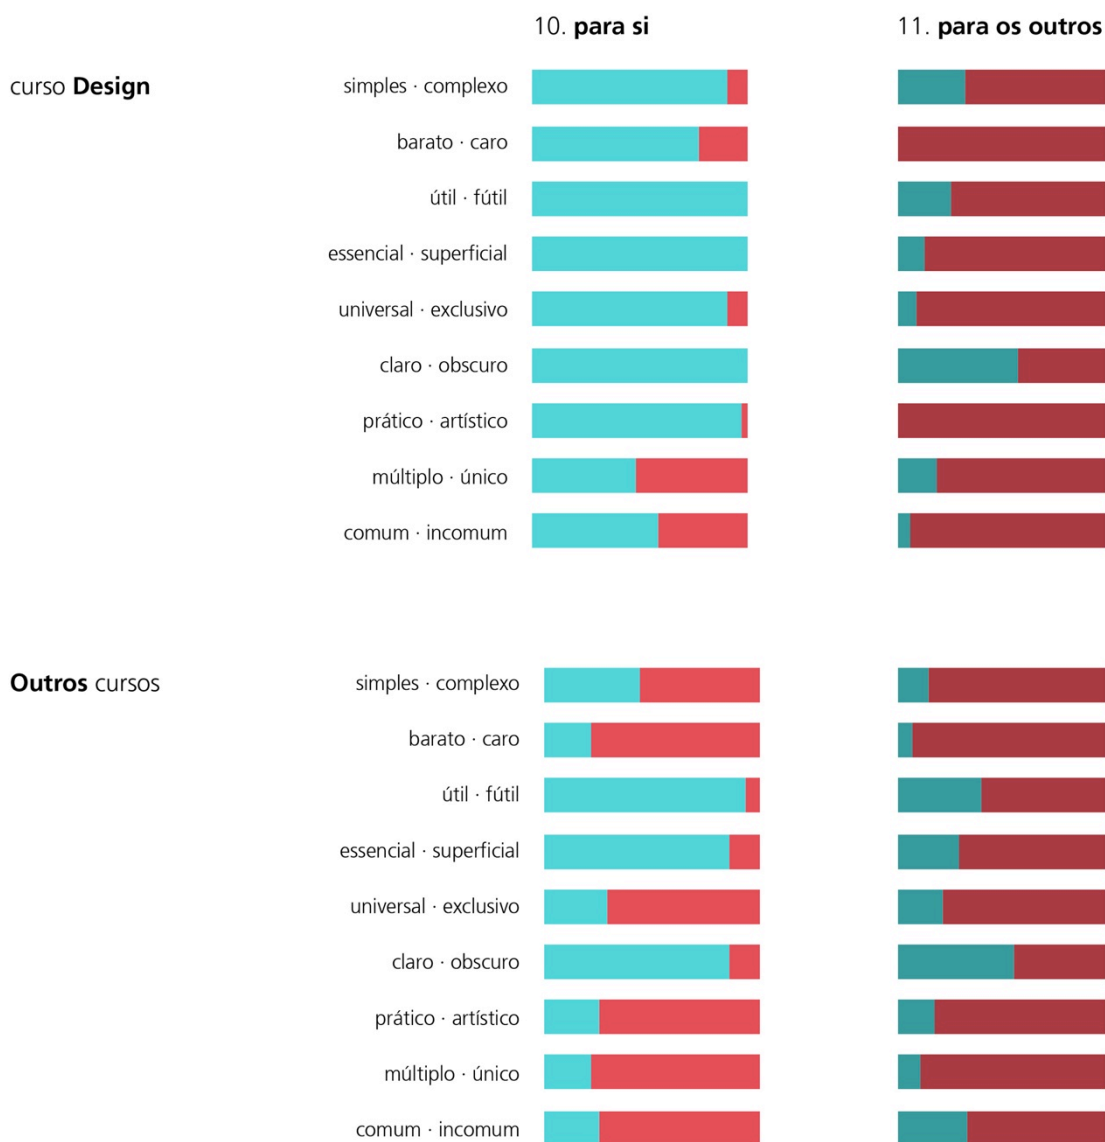 10. para si 11. para os outros
curso Design simples · complexo
barato · caro
útil · fútil
essencial · superficial
universal · exclusivo
claro · obscuro
prático · artístico
múltiplo · único
comum · incomum
Outros cursos simples · complexo
barato · caro
útil · fútil
essencial · superficial
universal · exclusivo
claro · obscuro
prático · artístico
múltiplo · único
comum · incomum